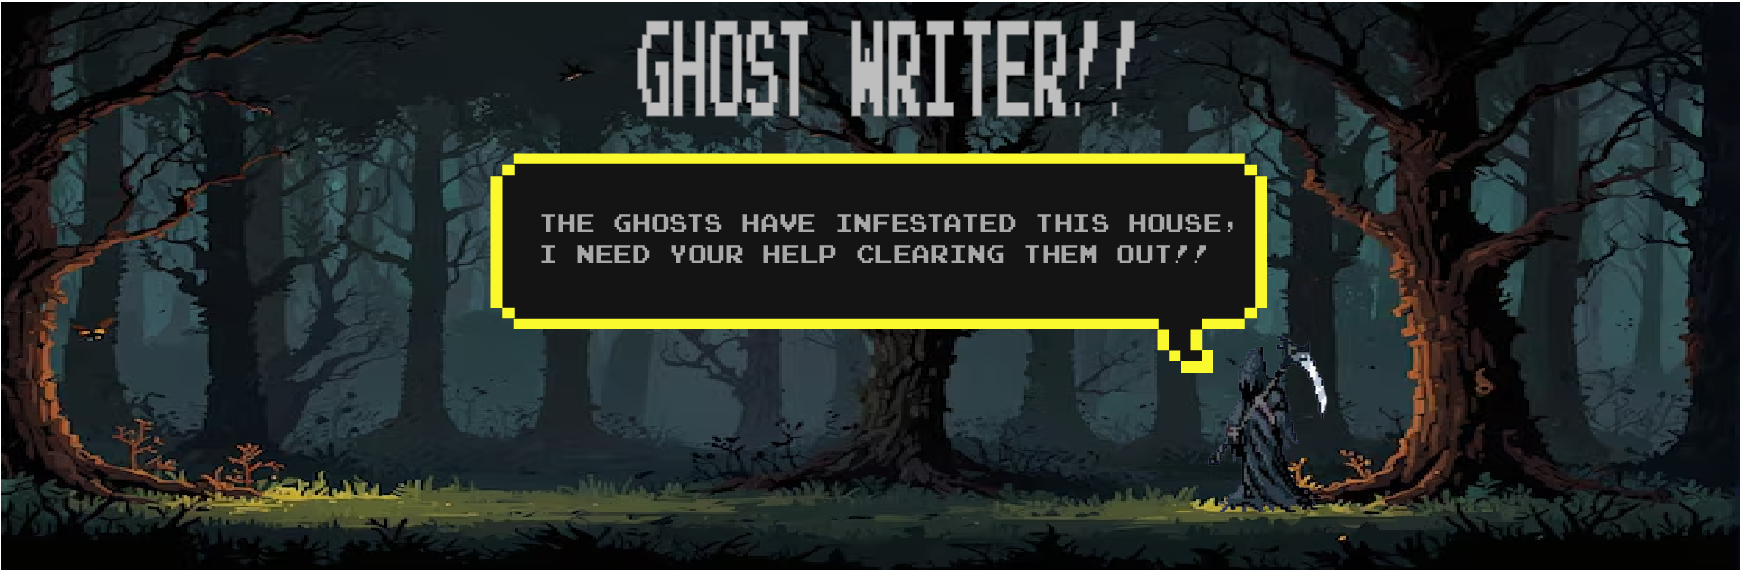 GHOST WRITER!!
THE GHOSTS HAVE INFESTATED THIS HOUSE,
I NEED YOUR HELP CLEARING THEM OUT!!